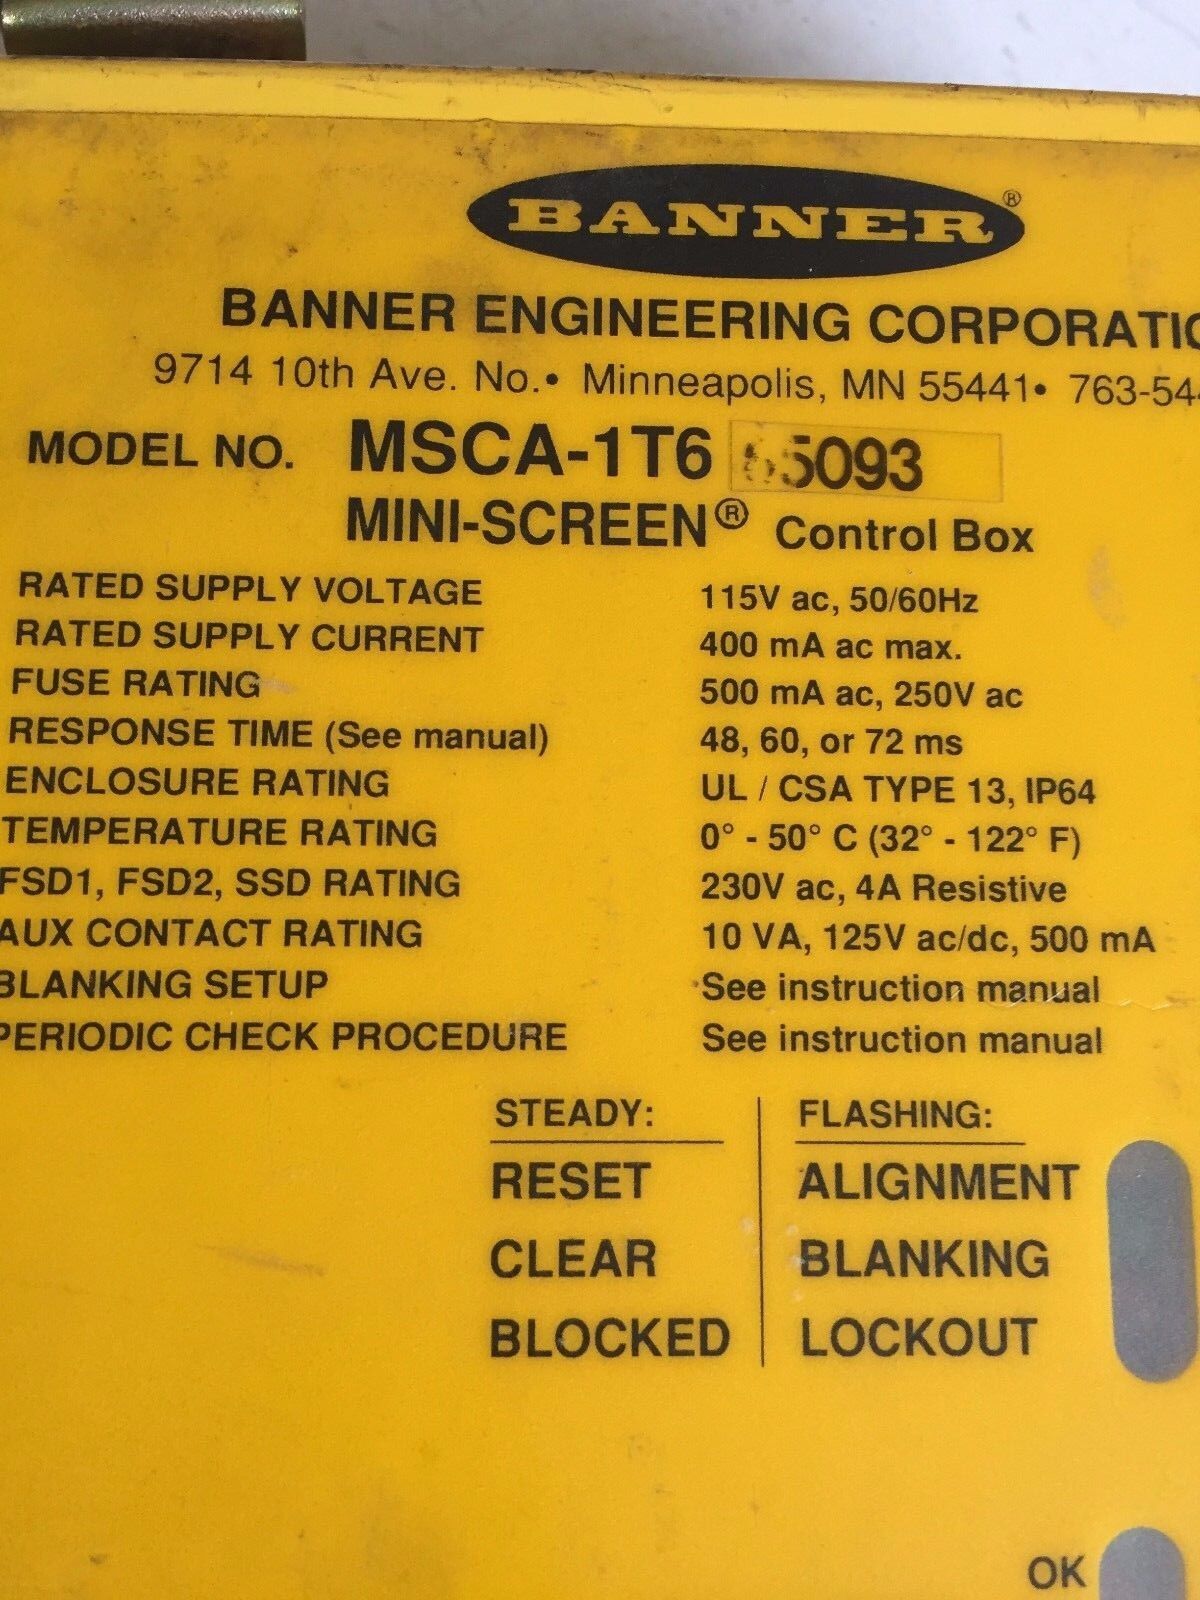 BANNER®
BANNER ENGINEERING CORPORATIO
9714 10th Ave. No.• Minneapolis, MN 55441• 763-544
MODEL NO. MSCA-1T6
MINI-SCREEN® Control Box
RATED SUPPLY VOLTAGE 115V ac, 50/60Hz
RATED SUPPLY CURRENT 400 mA ac max.
FUSE RATING 500 mA ac, 250V ac
RESPONSE TIME (See manual) 48, 60, or 72 ms
ENCLOSURE RATING UL / CSA TYPE 13, IP64
TEMPERATURE RATING 0° - 50° C (32° - 122° F)
FSD1, FSD2, SSD RATING 230V ac, 4A Resistive
AUX CONTACT RATING 10 VA, 125V ac/dc, 500 mA
BLANKING SETUP See instruction manual
PERIODIC CHECK PROCEDURE See instruction manual
STEADY: FLASHING:
RESET ALIGNMENT
CLEAR BLANKING
BLOCKED LOCKOUT
OK